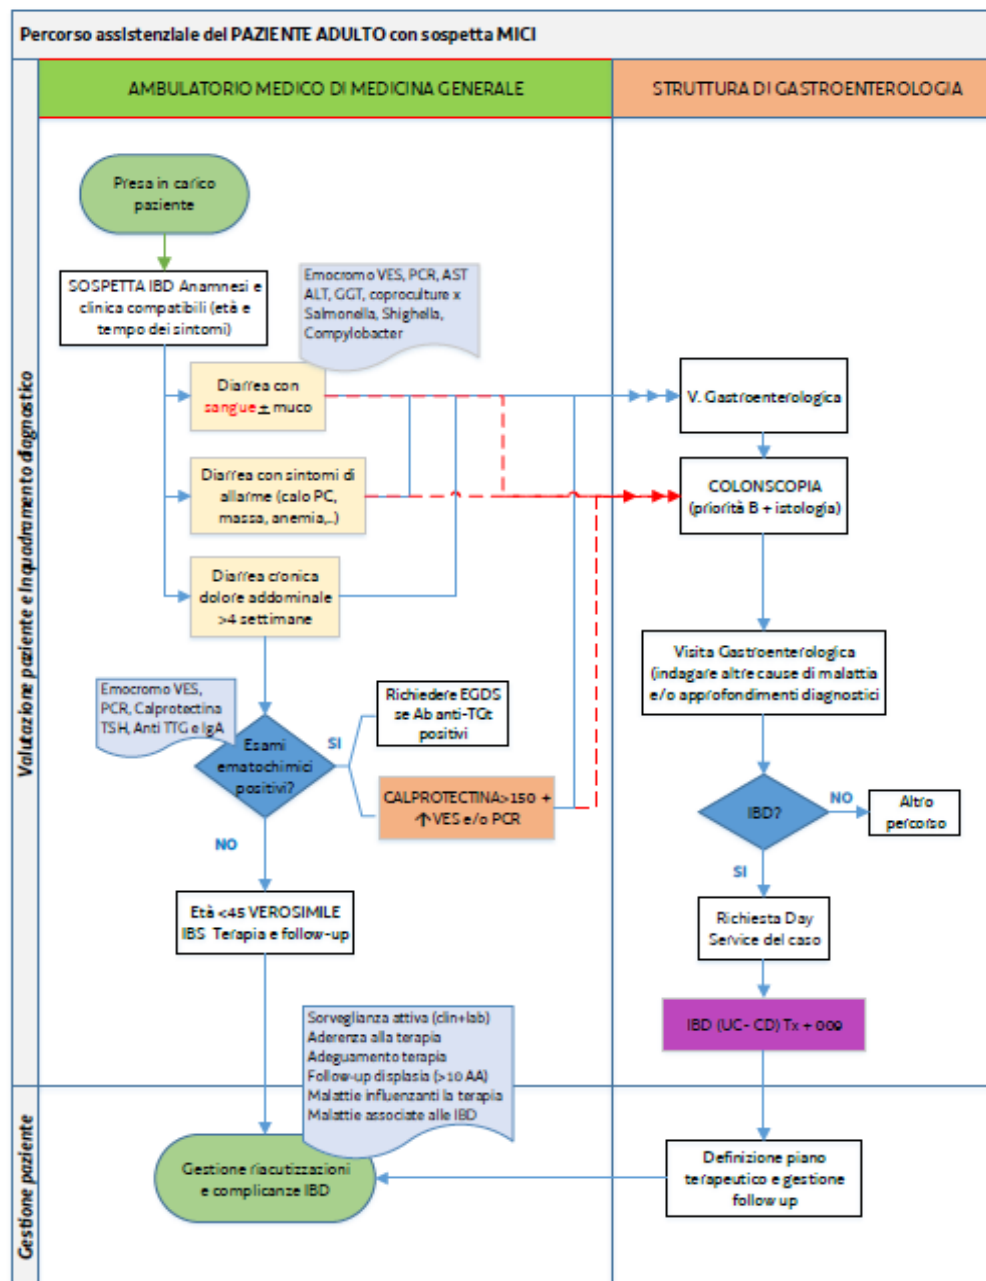 Percorso assistenziale del PAZIENTE ADULTO con sospetta MICI
AMBULATORIO MEDICO DI MEDICINA GENERALE
STRUTTURA DI GASTROENTEROLOGIA
Valutazione paziente e Inquadramento diagnostico
Presa in carico
paziente
SOSPETTA IBD Anamnesi e
clinica compatibili (età e
tempo dei sintomi)
Emocromo VES, PCR, AST
ALT, GGT, coproculture x
Salmonella, Shighella,
Compylobacter
Diarrea con
sangue ± muco
V. Gastroenterologica
Diarrea con sintomi di
allarme (calo PC,
massa, anemia,..)
COLONSCOPIA
(priorità B + istologia)
Diarrea cronica
dolore addominale
>4 settimane
Visita Gastroenterologica
(indagare altre cause di malattia
e/o approfondimenti diagnostici
Emocromo VES,
PCR, Calprotectina
TSH, Anti TTG e IgA
Esami
ematochimici
positivi?
SI
Richiedere EGDS
se Ab anti-TGt
positivi
CALPROTECTINA>150 +
↑ VES e/o PCR
IBD?
NO
Altro
percorso
NO
SI
Età <45 VEROSIMILE
IBS Terapia e follow-up
Richiesta Day
Service del caso
IBD (UC- CD) Tx + 009
Sorveglianza attiva (clin+lab)
Aderenza alla terapia
Adeguamento terapia
Follow-up displasia (>10 AA)
Malattie influenzanti la terapia
Malattie associate alle IBD
Gestione paziente
Gestione riacutizzazioni
e complicanze IBD
Definizione piano
terapeutico e gestione
follow up